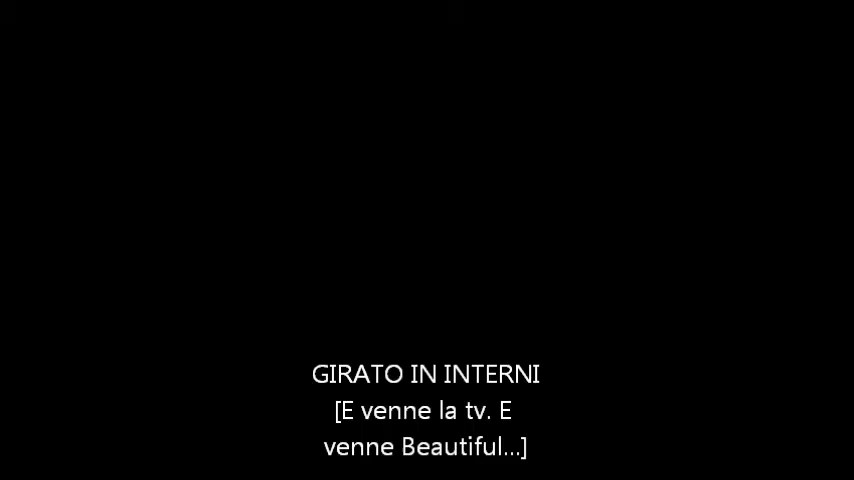 GIRATO IN INTERNI
[E venne la tv. E
venne Beautiful...]